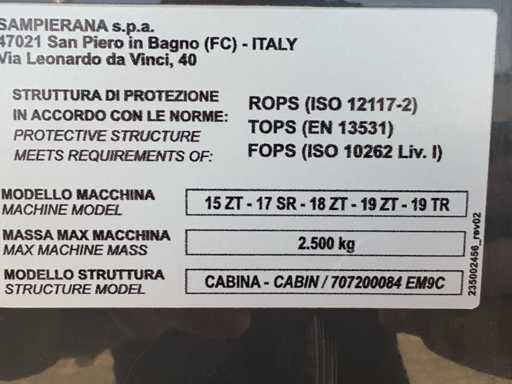 SAMPIERANA s.p.a.
47021 San Piero in Bagno (FC) - ITALY
Via Leonardo da Vinci, 40
STRUTTURA DI PROTEZIONE
IN ACCORDO CON LE NORME:
PROTECTIVE STRUCTURE
MEETS REQUIREMENTS OF:
ROPS (ISO 12117-2)
TOPS (EN 13531)
FOPS (ISO 10262 Liv. I)
MODELLO MACCHINA
MACHINE MODEL
15 ZT - 17 SR - 18 ZT - 19 ZT - 19 TR
MASSA MAX MACCHINA
MAX MACHINE MASS
2.500 kg
MODELLO STRUTTURA
STRUCTURE MODEL
CABINA - CABIN / 707200084 EM9C
235002456_rev02